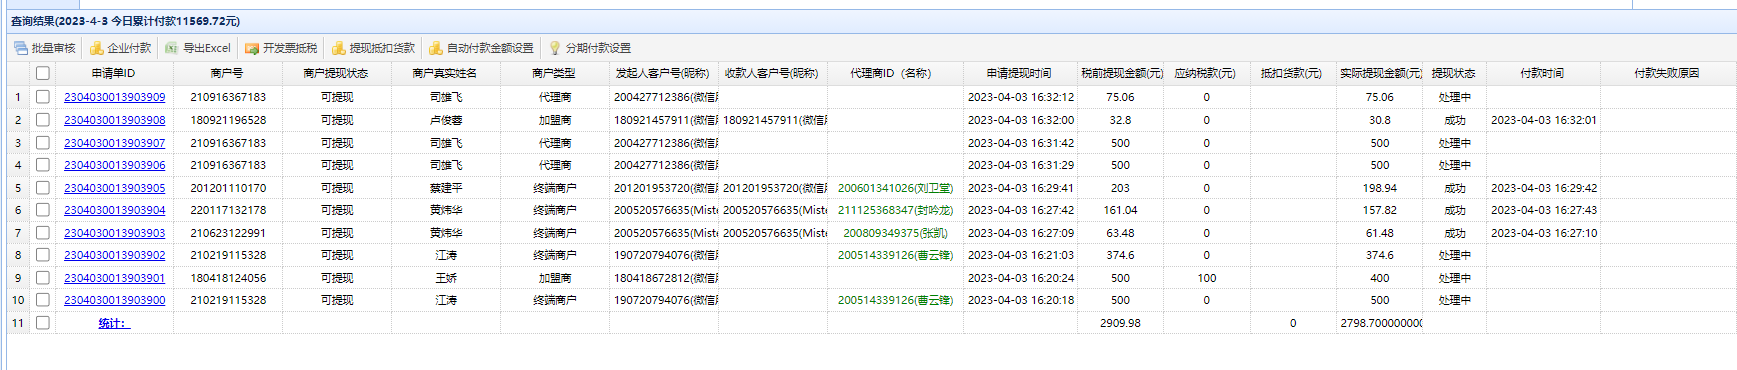 查询结果(2023-4-3 今日累计付款11569.72元)
批量审核 企业付款 导出Excel 开发票抵税 提现抵扣货款 自动付款金额设置 分期付款设置
申请单ID 商户号 商户提现状态 商户真实姓名 商户类型 发起人客户号(昵称) 收款人客户号(昵称) 代理商ID（名称） 申请提现时间 税前提现金额(元) 应纳税款(元) 抵扣货款(元) 实际提现金额(元) 提现状态 付款时间 付款失败原因
1 2304030013903909 210916367183 可提现 司雄飞 代理商 200427712386(微信用 2023-04-03 16:32:12 75.06 0 75.06 处理中
2 2304030013903908 180921196528 可提现 卢俊蓉 加盟商 180921457911(微信用 180921457911(微信用 2023-04-03 16:32:00 32.8 0 30.8 成功 2023-04-03 16:32:01
3 2304030013903907 210916367183 可提现 司雄飞 代理商 200427712386(微信用 2023-04-03 16:31:42 500 0 500 处理中
4 2304030013903906 210916367183 可提现 司雄飞 代理商 200427712386(微信用 2023-04-03 16:31:29 500 0 500 处理中
5 2304030013903905 201201110170 可提现 蔡建平 终端商户 201201953720(微信用 201201953720(微信用 200601341026(刘卫堂) 2023-04-03 16:29:41 203 0 198.94 成功 2023-04-03 16:29:42
6 2304030013903904 220117132178 可提现 黄炜华 终端商户 200520576635(Miste 200520576635(Miste 211125368347(封吟龙) 2023-04-03 16:27:42 161.04 0 157.82 成功 2023-04-03 16:27:43
7 2304030013903903 210623122991 可提现 黄炜华 终端商户 200520576635(Miste 200520576635(Miste 200809349375(张凯) 2023-04-03 16:27:09 63.48 0 61.48 成功 2023-04-03 16:27:10
8 2304030013903902 210219115328 可提现 江涛 终端商户 190720794076(微信用 200514339126(曹云锋) 2023-04-03 16:21:03 374.6 0 374.6 处理中
9 2304030013903901 180418124056 可提现 王娇 加盟商 180418672812(微信用 2023-04-03 16:20:24 500 100 400 处理中
10 2304030013903900 210219115328 可提现 江涛 终端商户 190720794076(微信用 200514339126(曹云锋) 2023-04-03 16:20:18 500 0 500 处理中
11 统计： 2909.98 0 2798.700000000